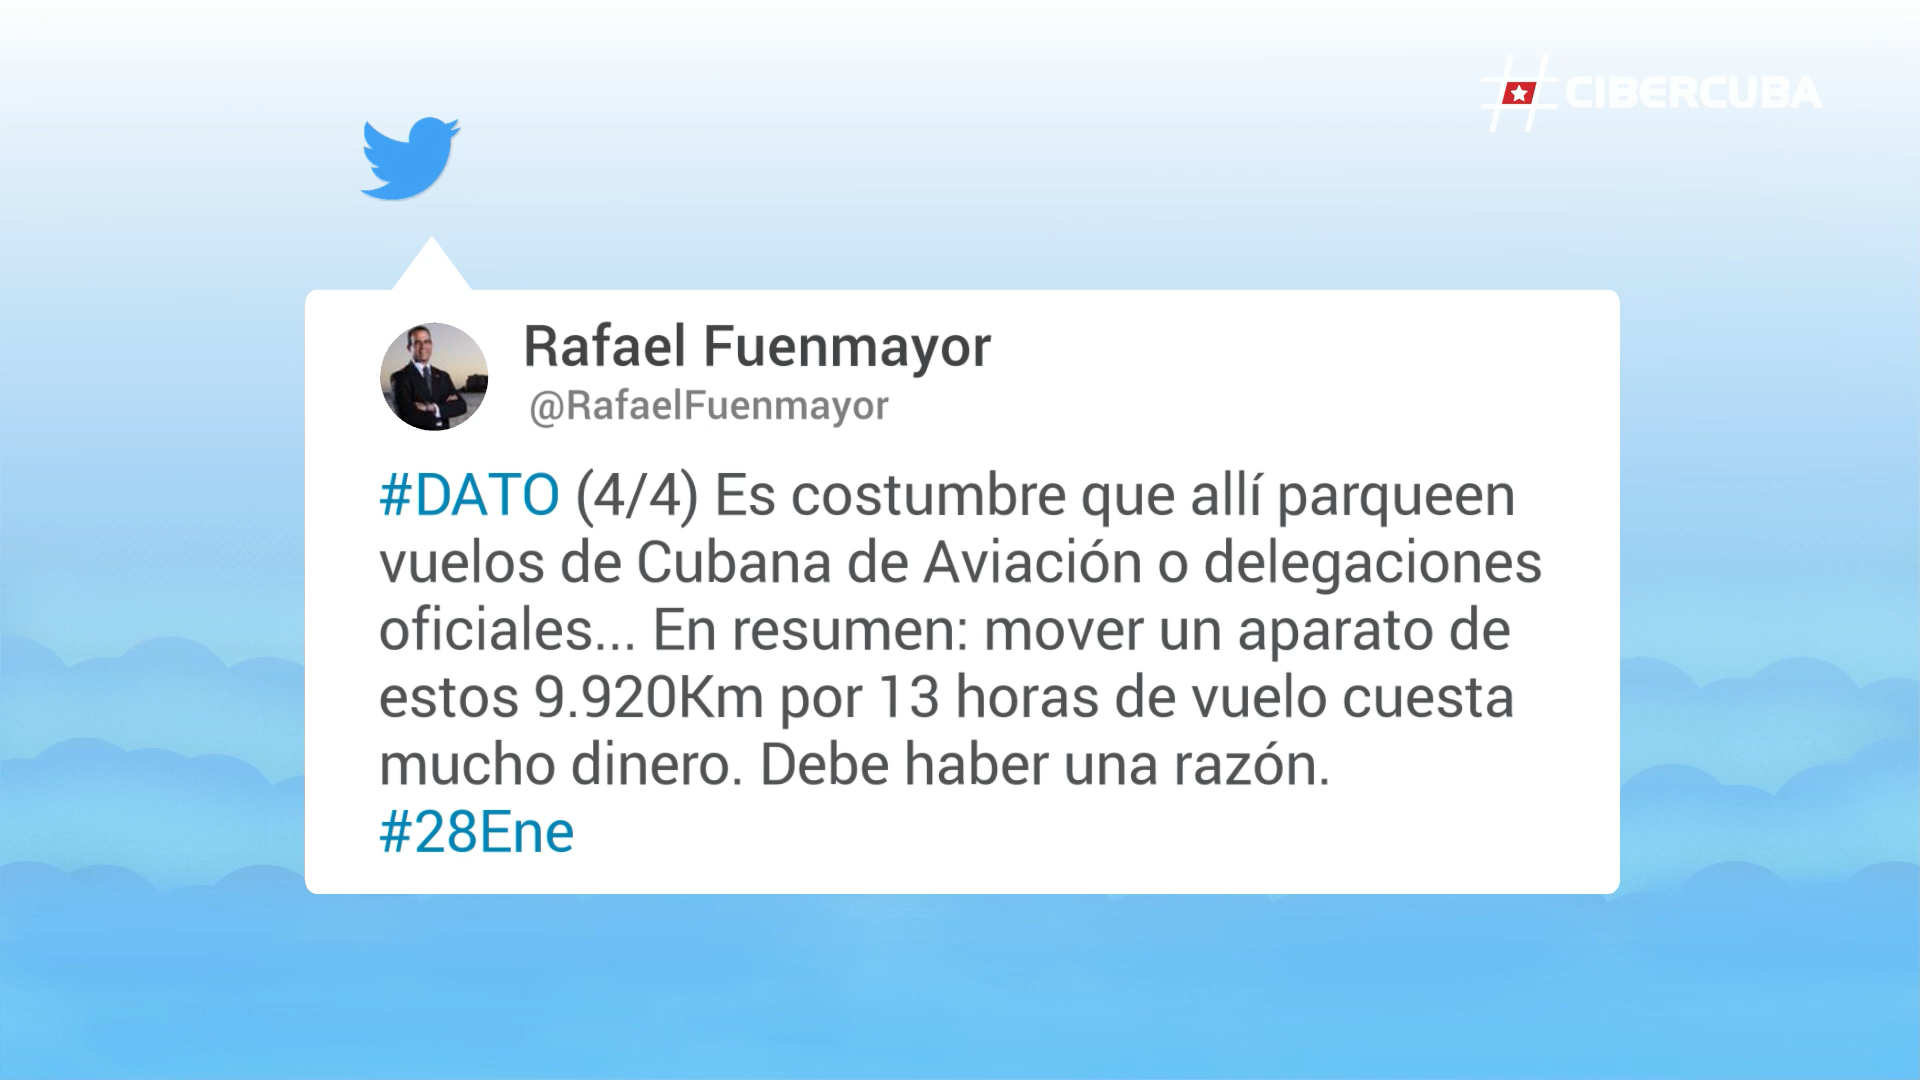 #CIBERCUBA
Rafael Fuenmayor
@RafaelFuenmayor
#DATO (4/4) Es costumbre que allí parqueen
vuelos de Cubana de Aviación o delegaciones
oficiales... En resumen: mover un aparato de
estos 9.920Km por 13 horas de vuelo cuesta
mucho dinero. Debe haber una razón.
#28Ene